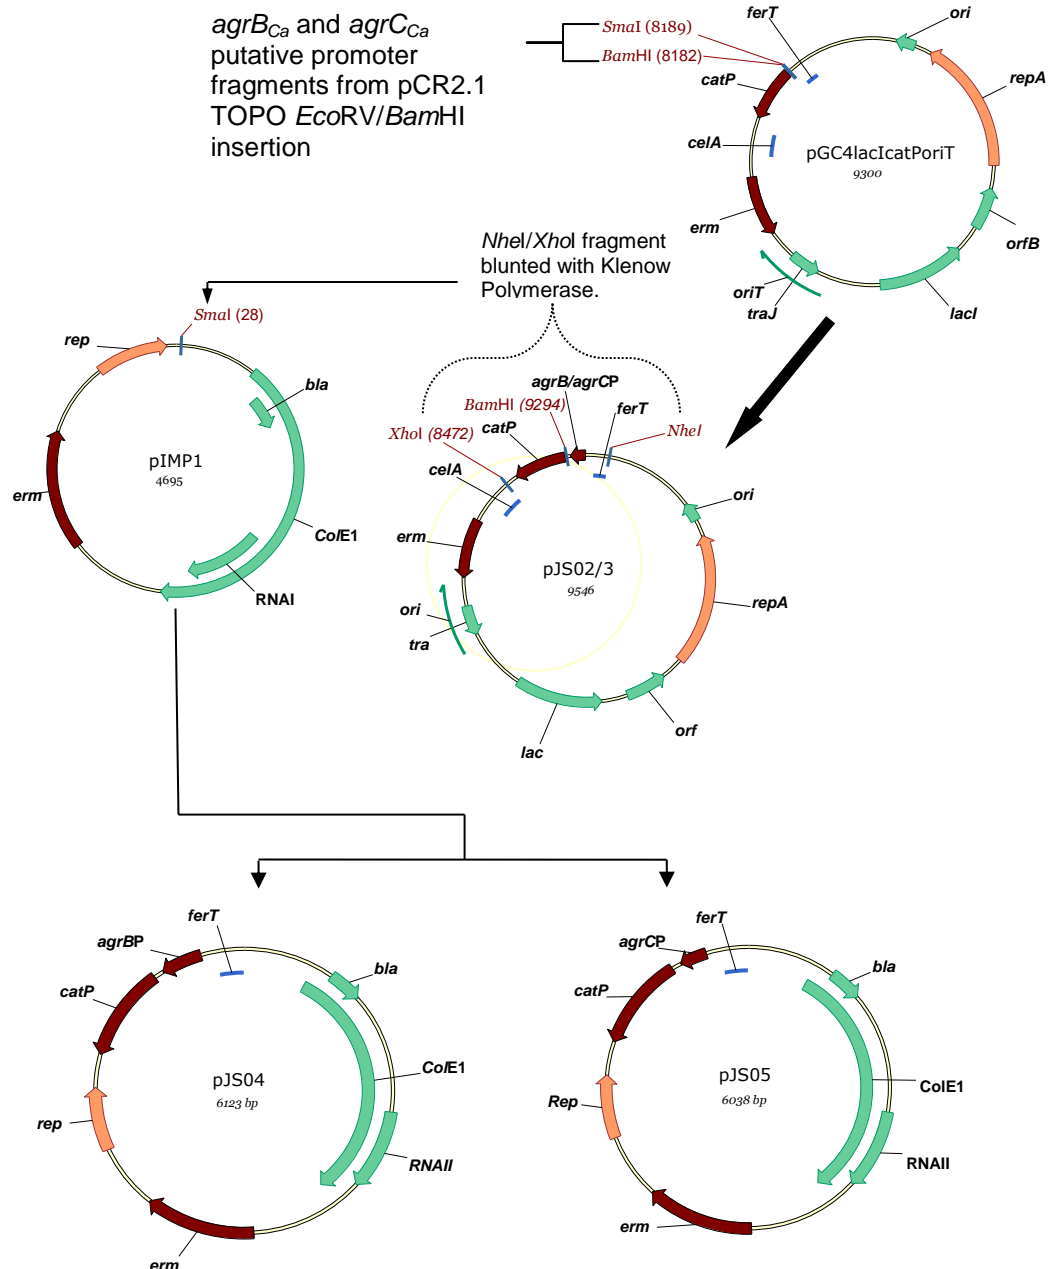 agrBCa and agrCCa
putative promoter
fragments from pCR2.1
TOPO EcoRV/BamHI
insertion
SmaI (8189)
BamHI (8182)
ferT
ori
catP
repA
celA
pGC4lacIcatPoriT
9300
erm
orfB
oriT
traJ
lacI
NheI/XhoI fragment
blunted with Klenow
Polymerase.
SmaI (28)
rep
bla
pIMP1
4695
erm
ColE1
RNAI
agrB/agrCP
BamHI (9294)
ferT
XhoI (8472)
catP
NheI
celA
ori
erm
pJS02/3
9546
ori
repA
tra
orf
lac
ferT
agrBP
bla
catP
pJS04
6123 bp
ColE1
rep
RNAII
erm
ferT
agrCP
bla
catP
pJS05
6038 bp
ColE1
Rep
RNAII
erm